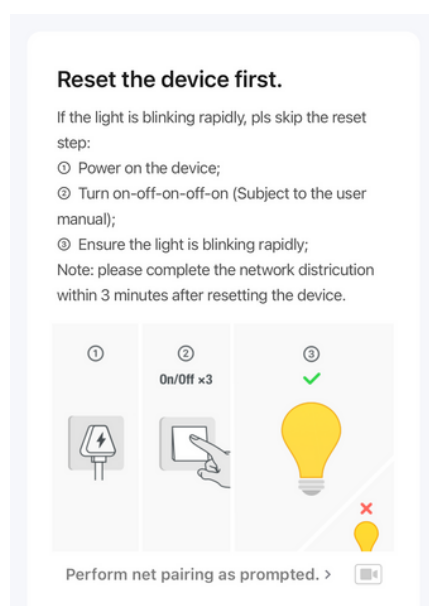 Reset the device first.
If the light is blinking rapidly, pls skip the reset
step:
① Power on the device;
② Turn on-off-on-off-on (Subject to the user
manual);
③ Ensure the light is blinking rapidly;
Note: please complete the network districution
within 3 minutes after resetting the device.
① ② ③
On/Off ×3
Perform net pairing as prompted. >